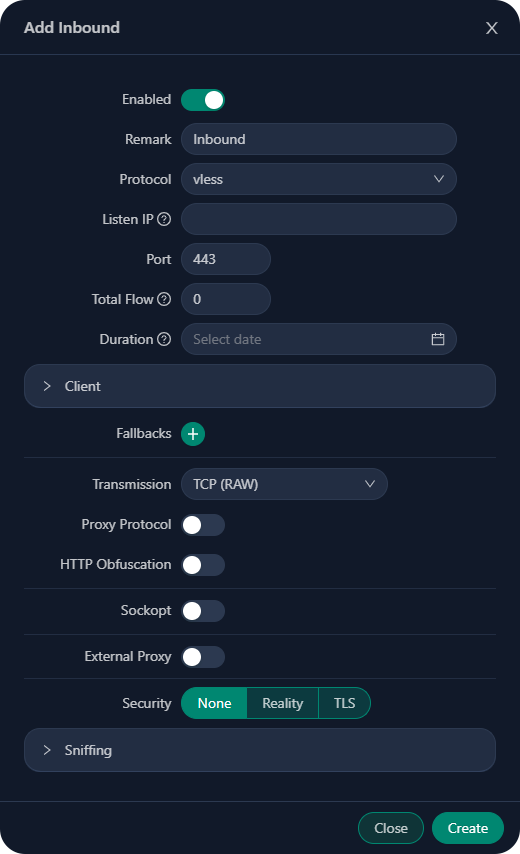 Add Inbound X
Enabled
Remark Inbound
Protocol vless
Listen IP ?
Port 443
Total Flow ? 0
Duration ? Select date
Client
Fallbacks +
Transmission TCP (RAW)
Proxy Protocol
HTTP Obfuscation
Sockopt
External Proxy
Security None Reality TLS
Sniffing
Close Create